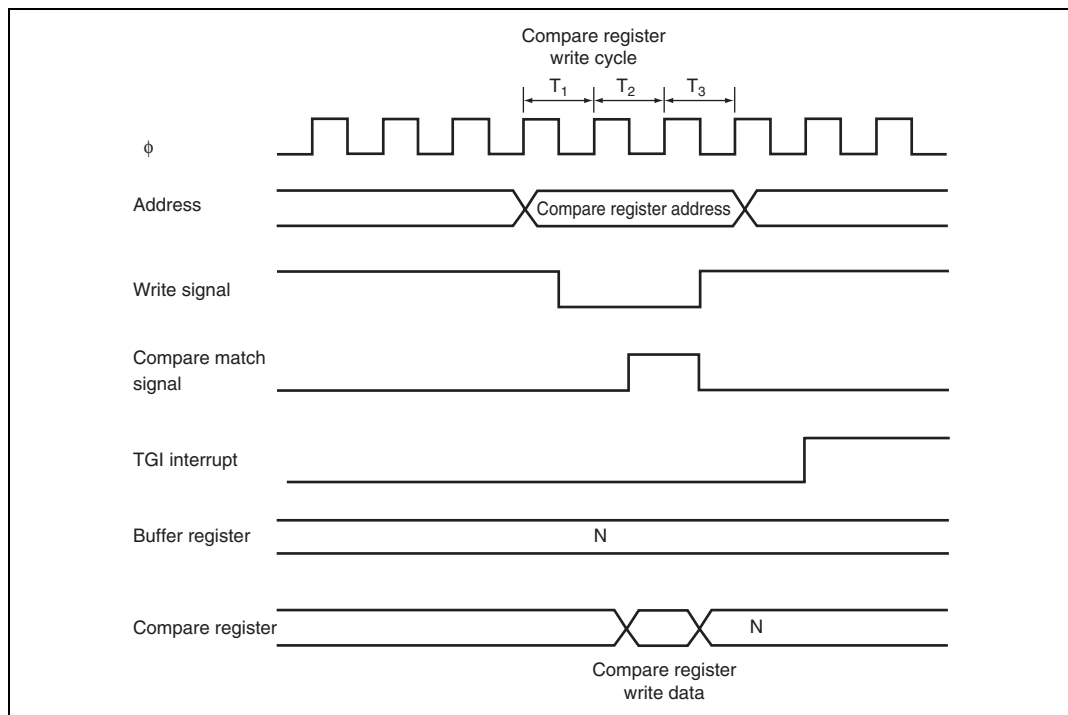 Compare register
write cycle
T1 T2 T3
ϕ
Address
Compare register address
Write signal
Compare match
signal
TGI interrupt
Buffer register
N
Compare register
N
Compare register
write data